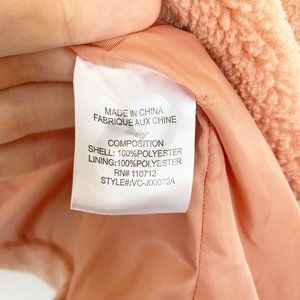 MADE IN CHINA
FABRIQUE AUX CHINE
COMPOSITION
SHELL: 100%POLYESTER
LINING: 100%POLYESTER
RN# 110712
STYLE#:VC-J00072A